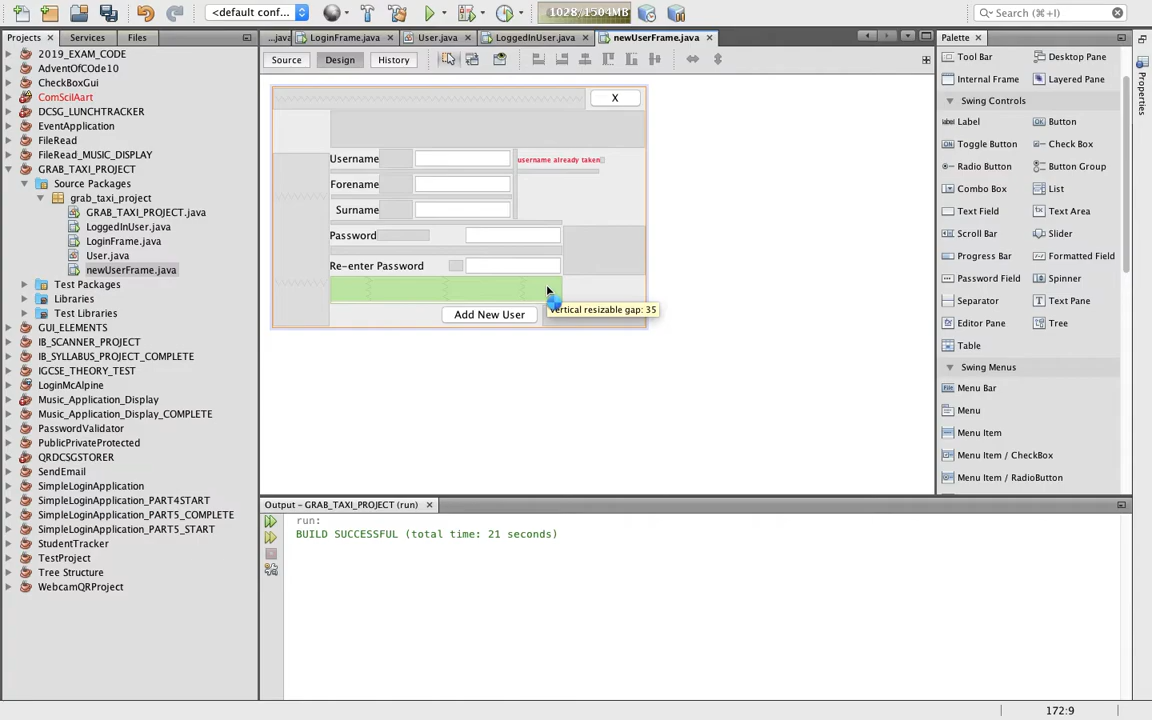 <default conf...
1028/1504MB
Search (⌘+I)
Projects
Services
Files
...java
LoginFrame.java
User.java
LoggedInUser.java
newUserFrame.java
Palette
Source
Design
History
2019_EXAM_CODE
AdventOfCOde10
CheckBoxGui
ComSciIAart
DCSG_LUNCHTRACKER
EventApplication
FileRead
FileRead_MUSIC_DISPLAY
GRAB_TAXI_PROJECT
Source Packages
grab_taxi_project
GRAB_TAXI_PROJECT.java
LoggedInUser.java
LoginFrame.java
User.java
newUserFrame.java
Test Packages
Libraries
Test Libraries
GUI_ELEMENTS
IB_SCANNER_PROJECT
IB_SYLLABUS_PROJECT_COMPLETE
IGCSE_THEORY_TEST
LoginMcAlpine
Music_Application_Display
Music_Application_Display_COMPLETE
PasswordValidator
PublicPrivateProtected
QRDCSGSTORER
SendEmail
SimpleLoginApplication
SimpleLoginApplication_PART4START
SimpleLoginApplication_PART5_COMPLETE
SimpleLoginApplication_PART5_START
StudentTracker
TestProject
Tree Structure
WebcamQRProject
X
Username
username already taken
Forename
Surname
Password
Re-enter Password
Vertical resizable gap: 35
Add New User
Tool Bar
Desktop Pane
Internal Frame
Layered Pane
Swing Controls
Label
Button
Toggle Button
Check Box
Radio Button
Button Group
Combo Box
List
Text Field
Text Area
Scroll Bar
Slider
Progress Bar
Formatted Field
Password Field
Spinner
Separator
Text Pane
Editor Pane
Tree
Table
Swing Menus
Menu Bar
Menu
Menu Item
Menu Item / CheckBox
Menu Item / RadioButton
Properties
Output – GRAB_TAXI_PROJECT (run)
run:
BUILD SUCCESSFUL (total time: 21 seconds)
172:9